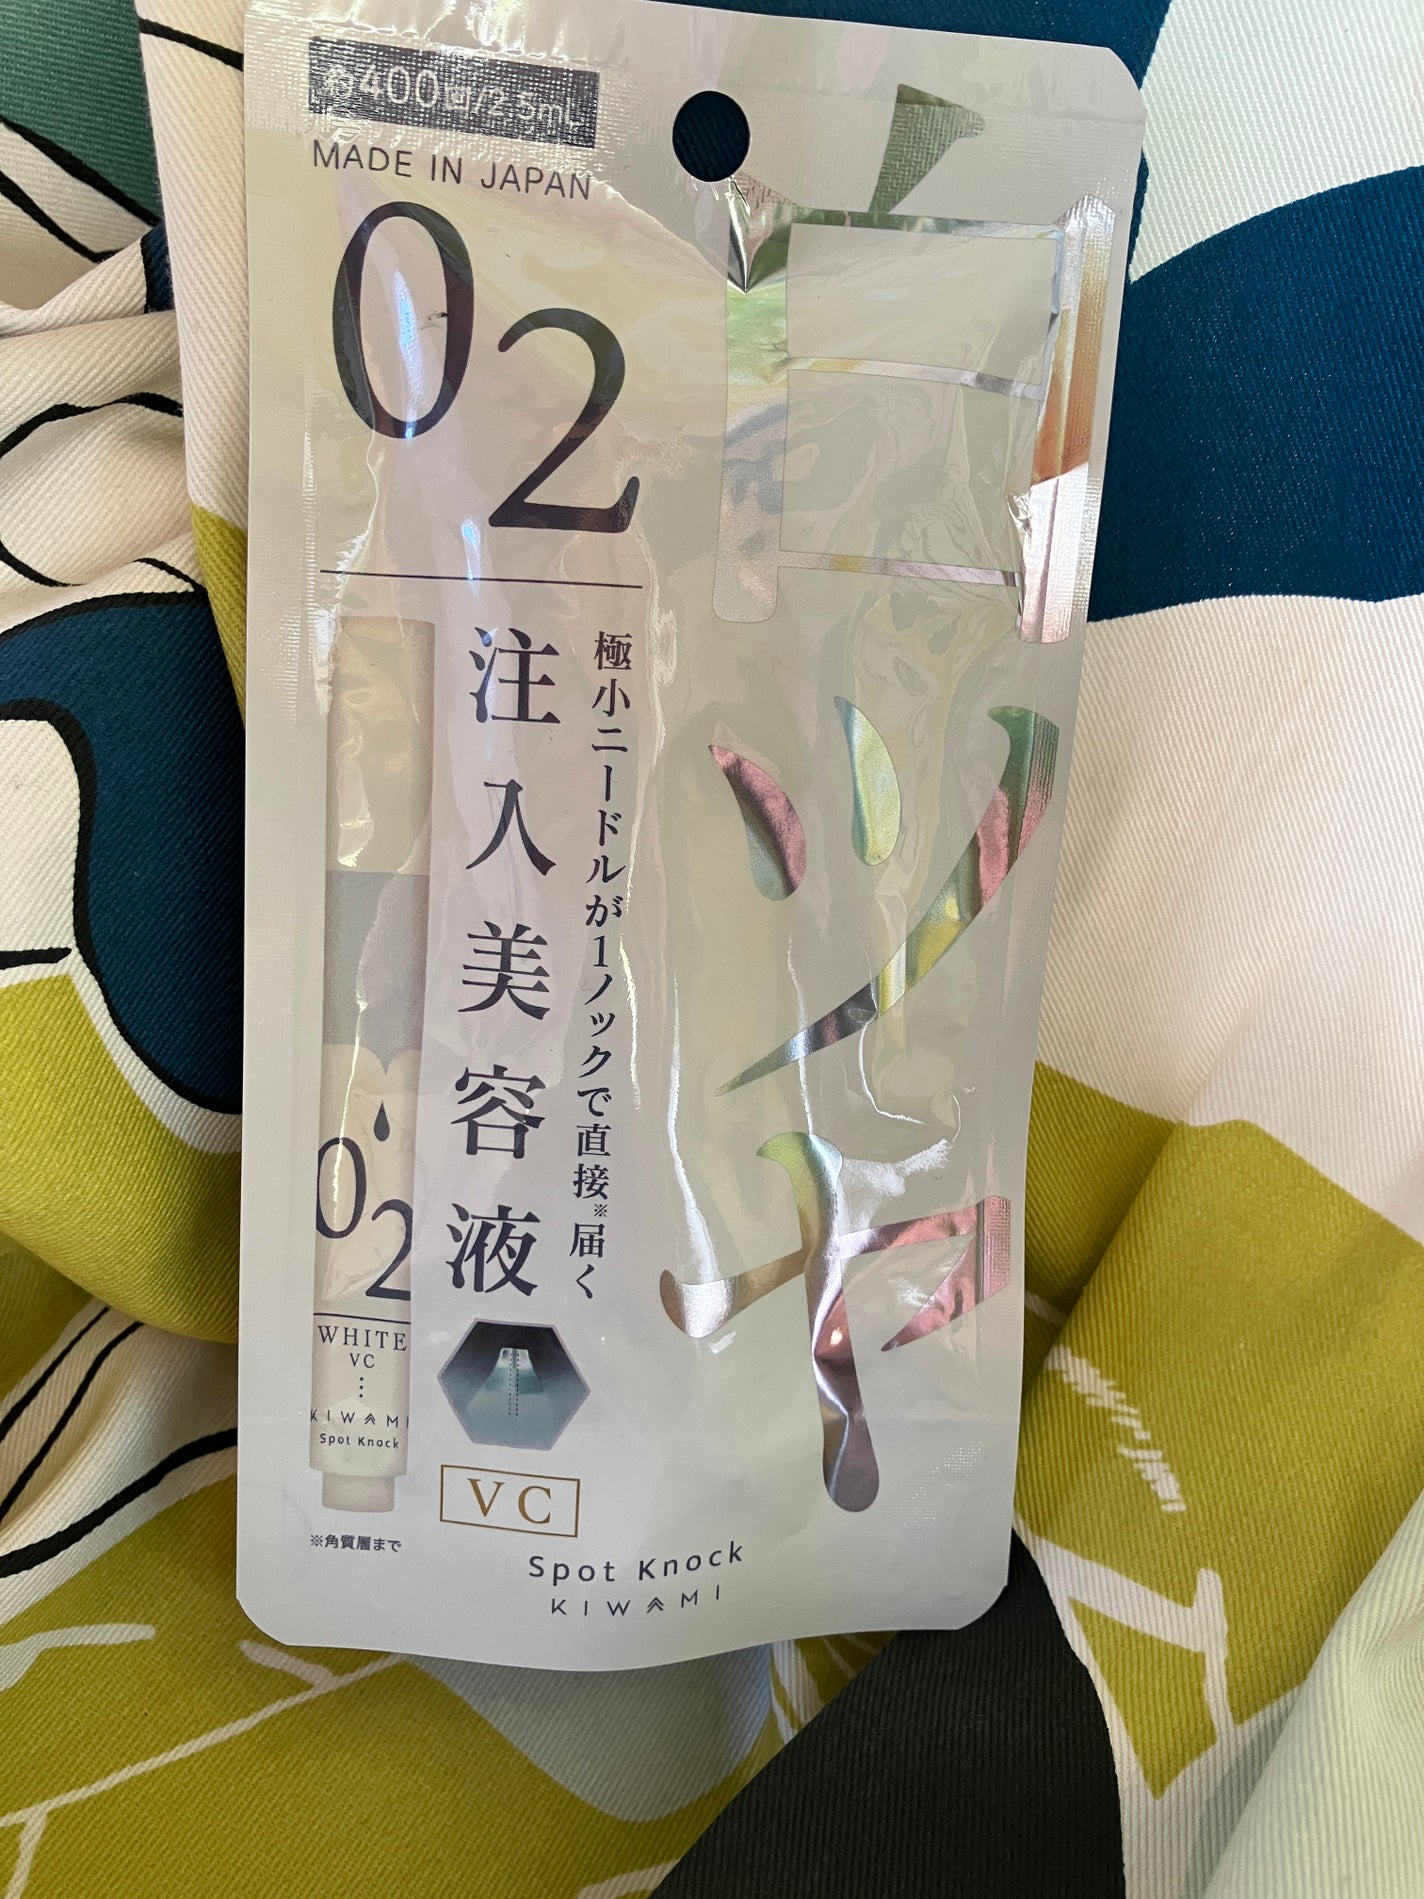 約400回/2.5mL
MADE IN JAPAN
02
白ツヤ
極小ニードルが1ノックで直接※届く
注入美容液
02
WHITE
VC
KIWAMI
Spot Knock
※角質層まで
VC
Spot Knock
KIWAMI